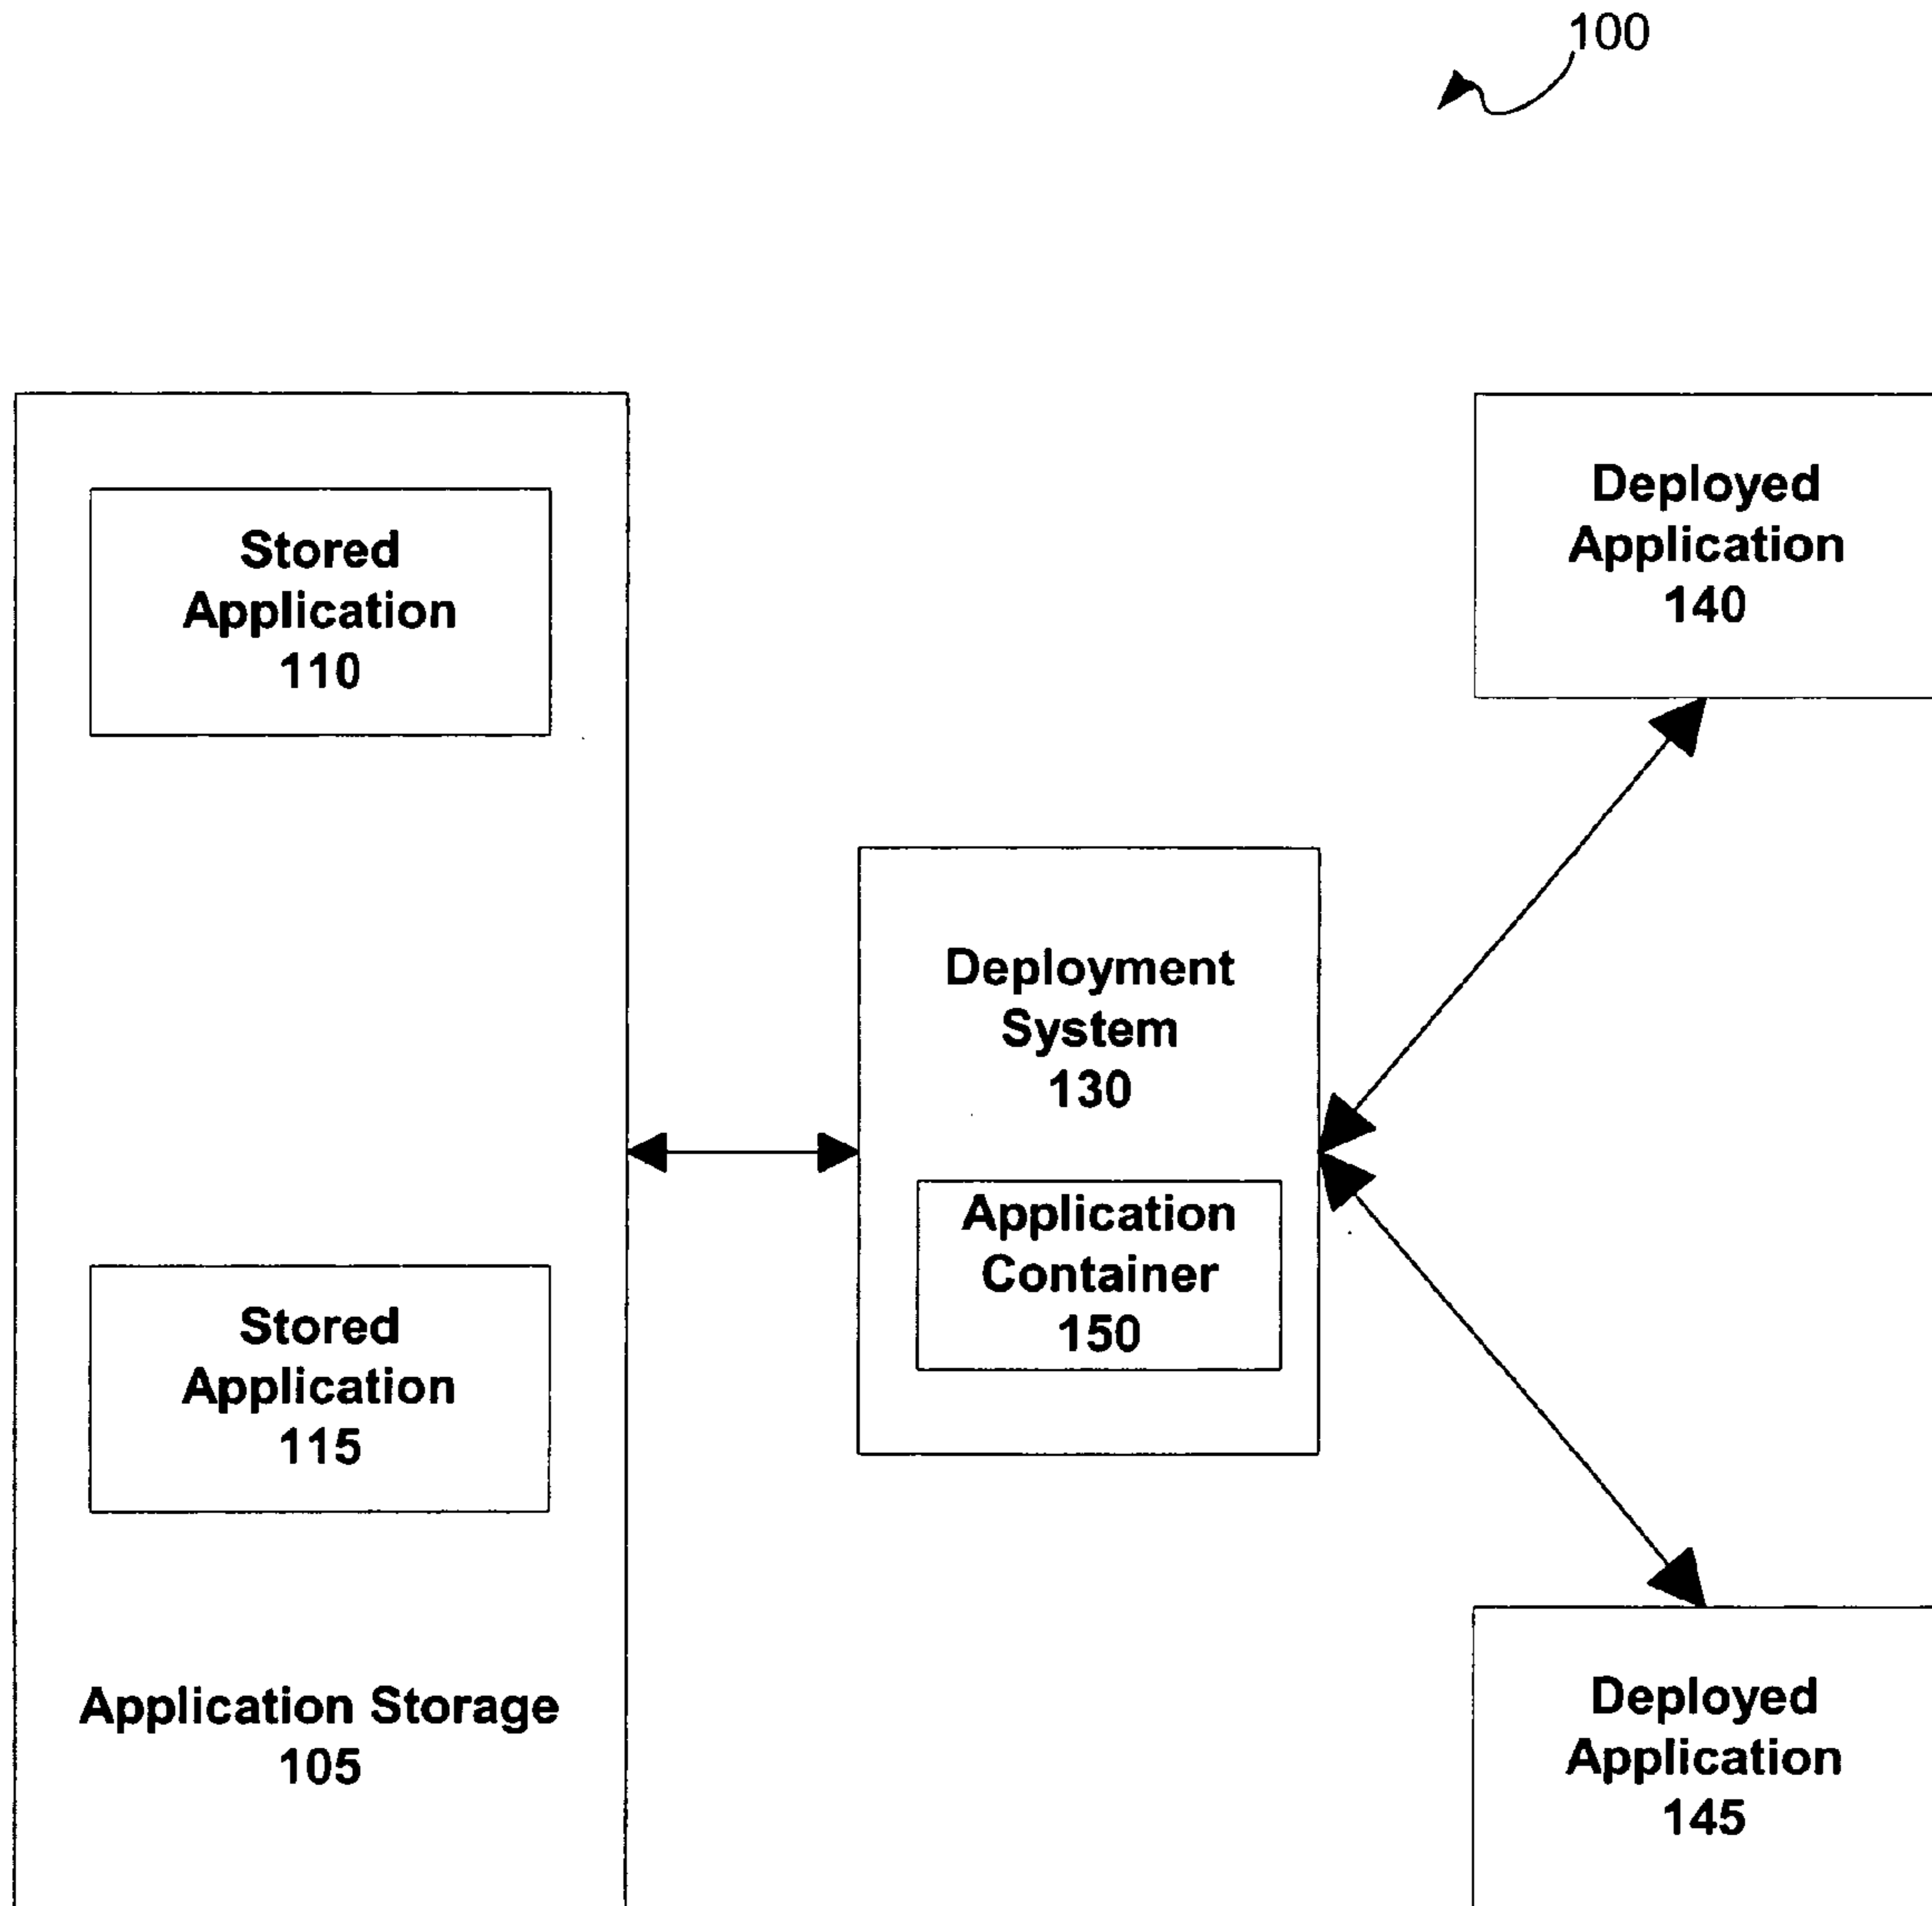 100
Stored
Application
110
Stored
Application
115
Application Storage
105
Deployment
System
130
Application
Container
150
Deployed
Application
140
Deployed
Application
145